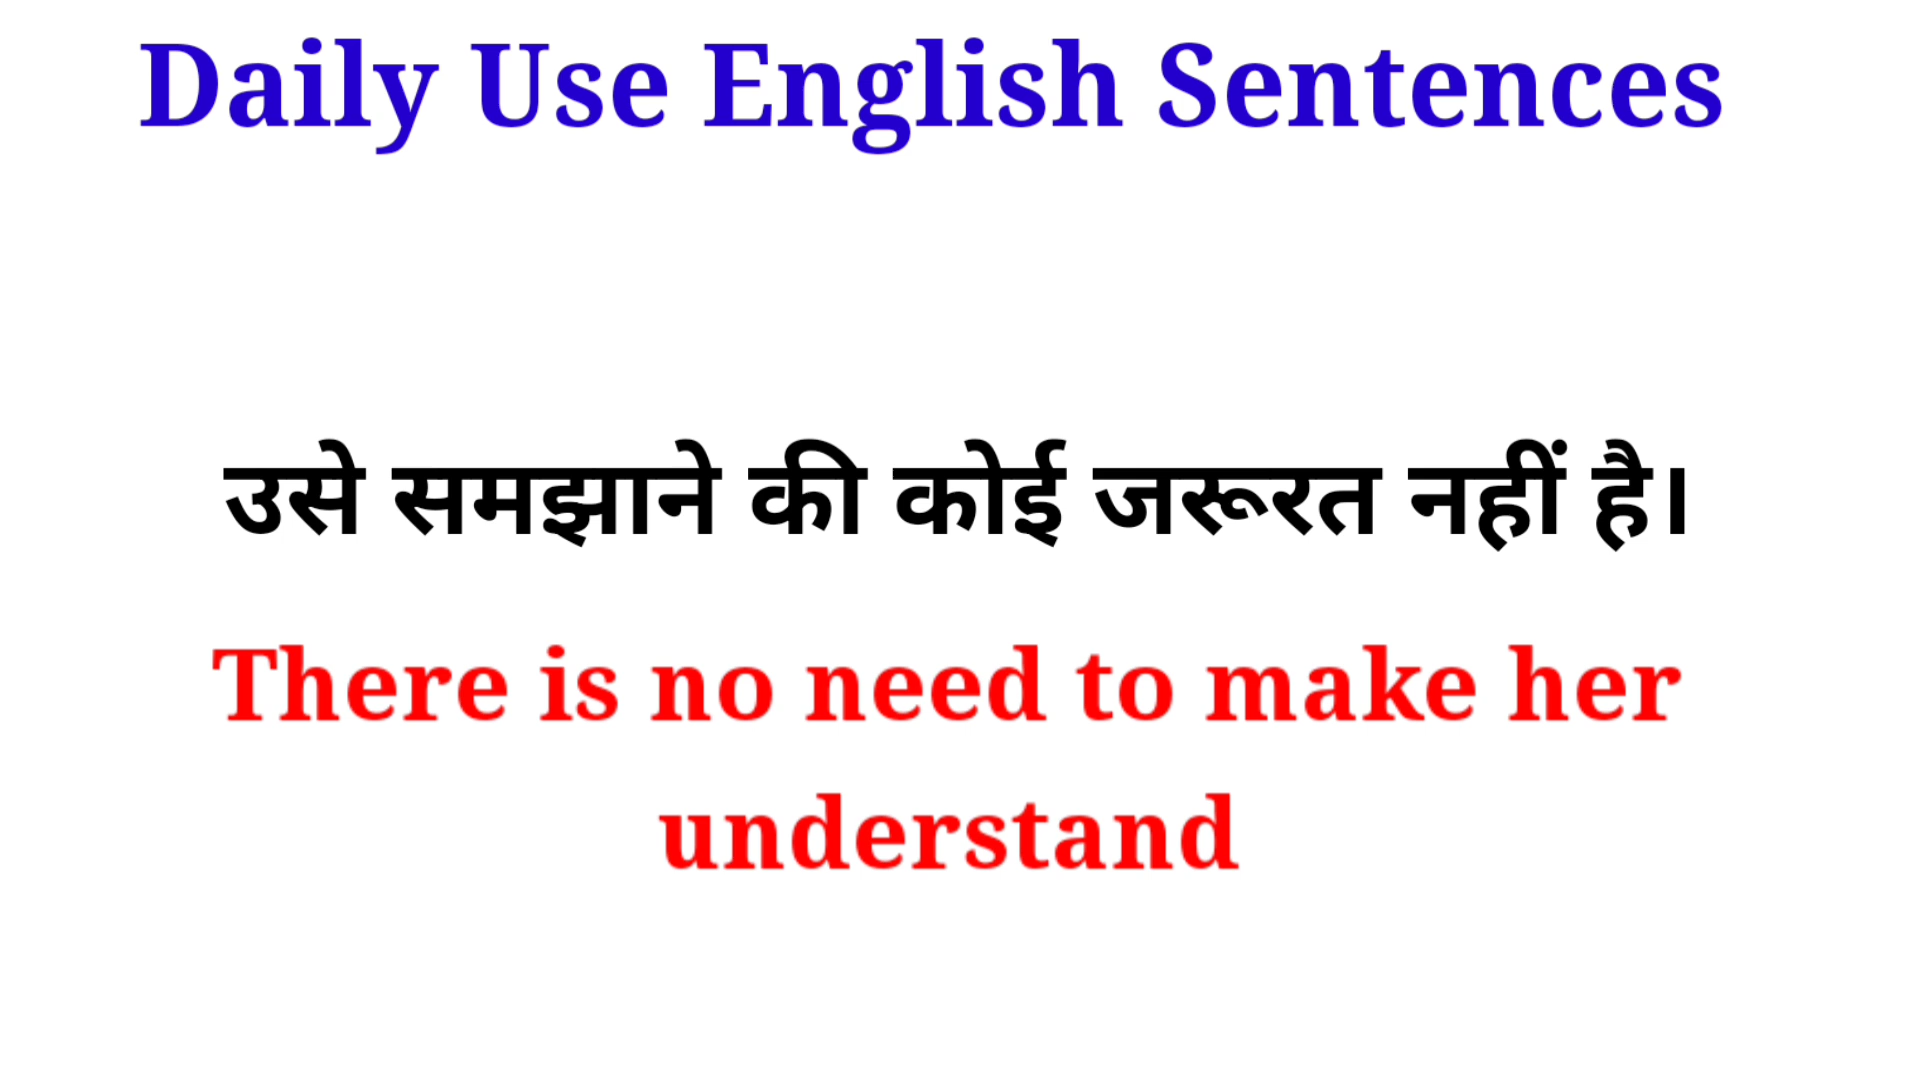 Daily Use English Sentences
उसे समझाने की कोई जरूरत नहीं है।
There is no need to make her
understand